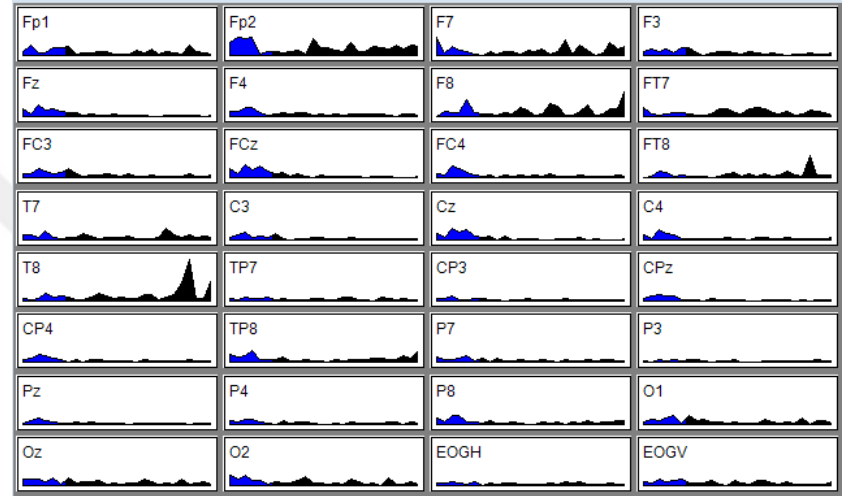 Fp1 Fp2 F7 F3
Fz F4 F8 FT7
FC3 FCz FC4 FT8
T7 C3 Cz C4
T8 TP7 CP3 CPz
CP4 TP8 P7 P3
Pz P4 P8 O1
Oz O2 EOGH EOGV